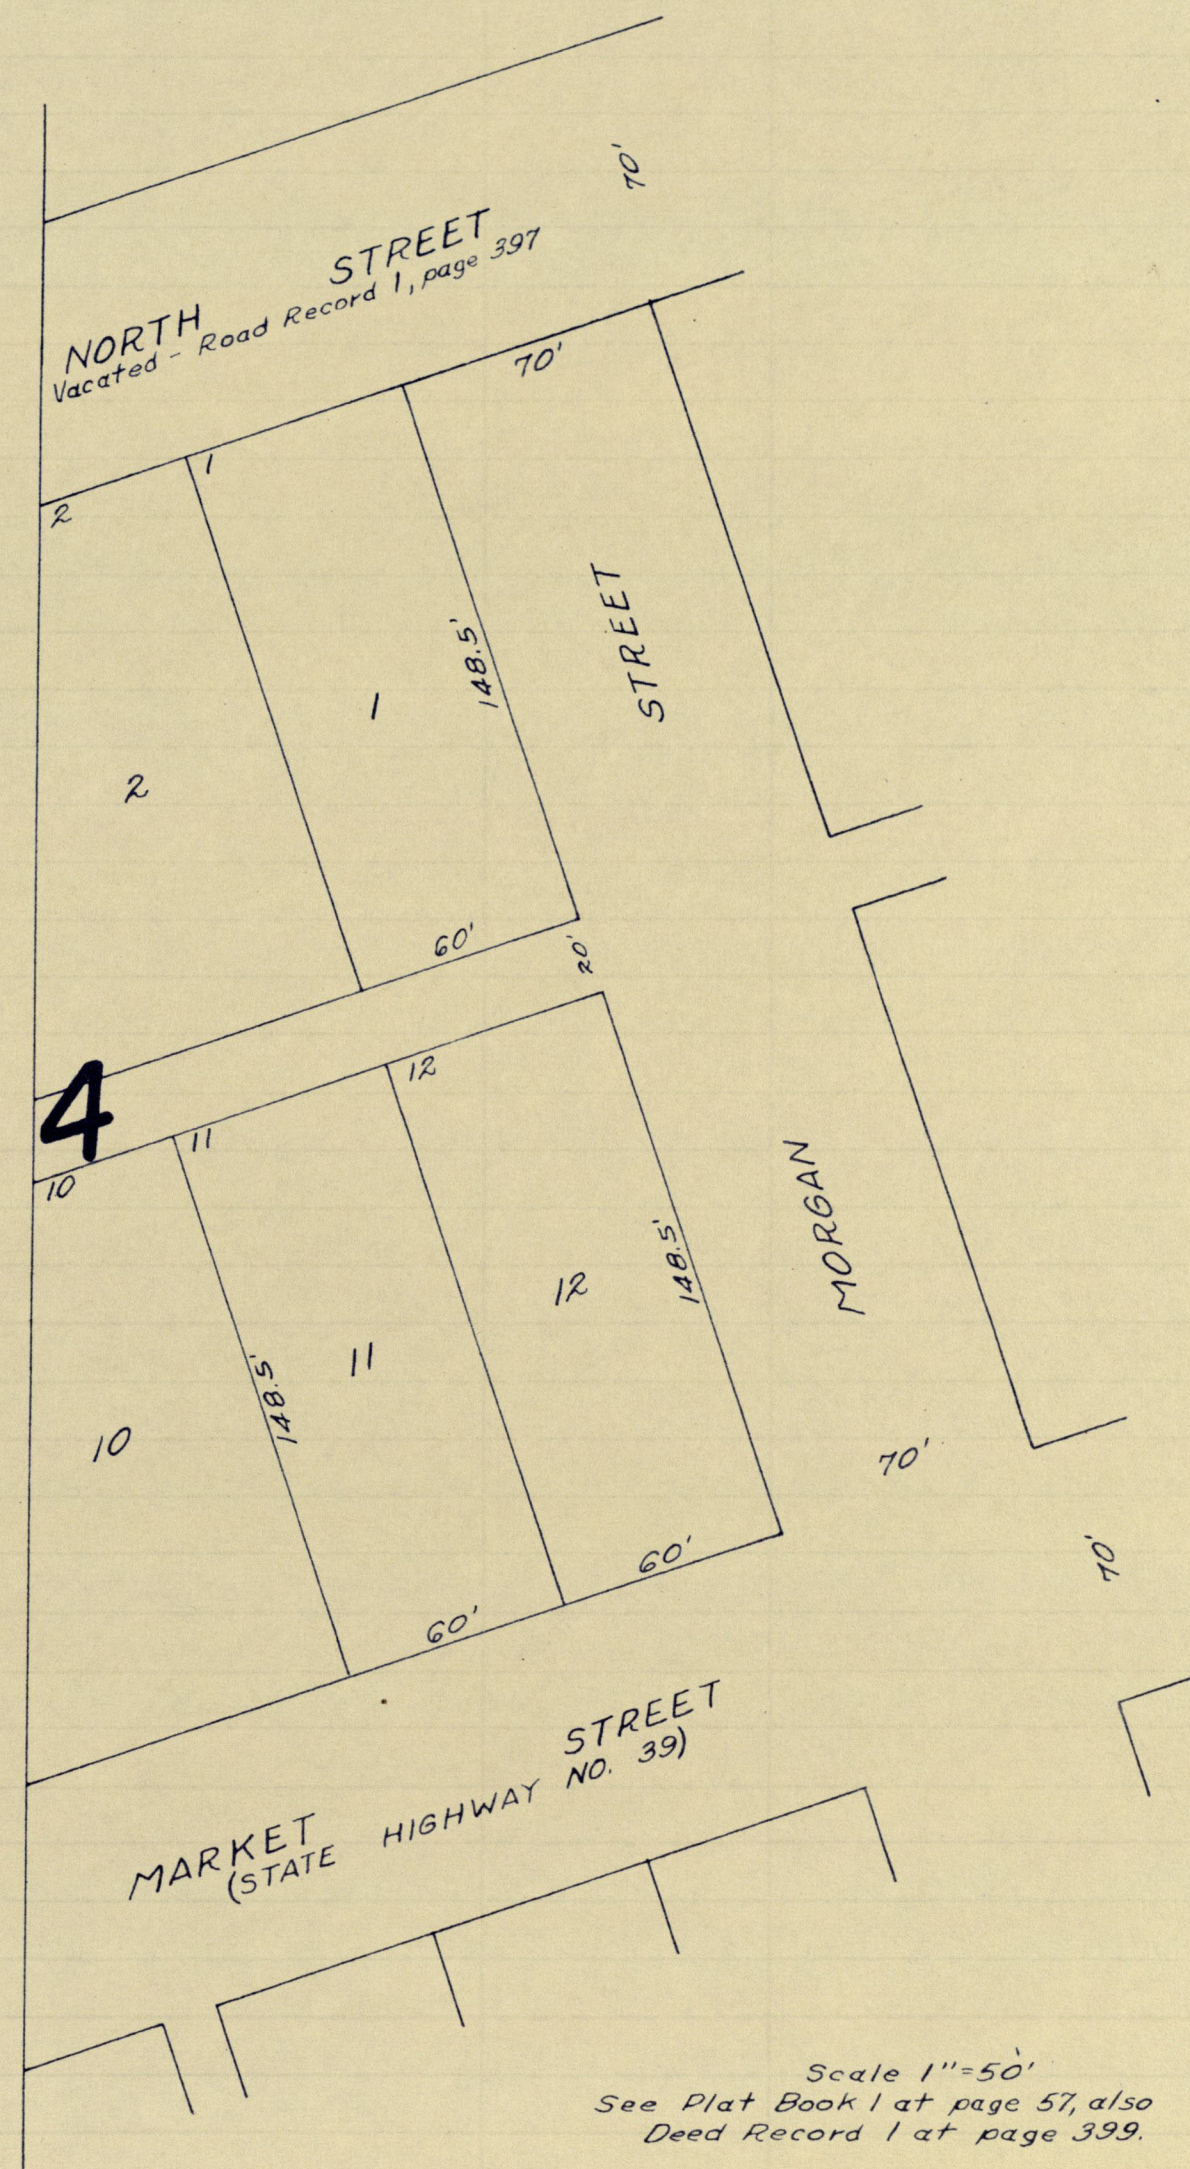 70'
NORTH STREET
Vacated - Road Record 1, page 397
70'
1
2
STREET
148.5'
1
2
60'
20'
4
12
11
10
MORGAN
148.5'
12
11
148.5'
10
70'
60'
70'
60'
MARKET STREET
(STATE HIGHWAY NO. 39)
Scale 1"=50'
See Plat Book 1 at page 57, also
Deed Record 1 at page 399.